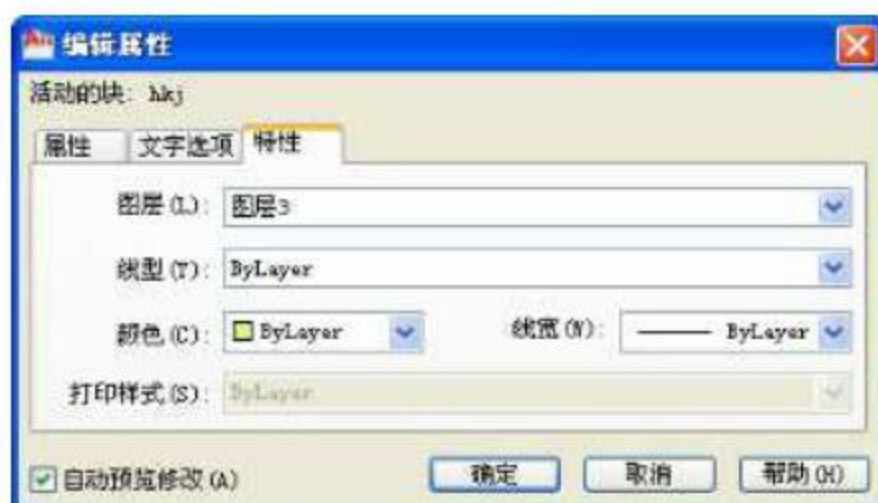 编辑属性
活动的块: hkj
属性 文字选项 特性
图层(L): 图层3
线型(T): ByLayer
颜色(C): ByLayer 线宽(W): ByLayer
打印样式(S): ByLayer
自动预览修改(A) 确定 取消 帮助(H)